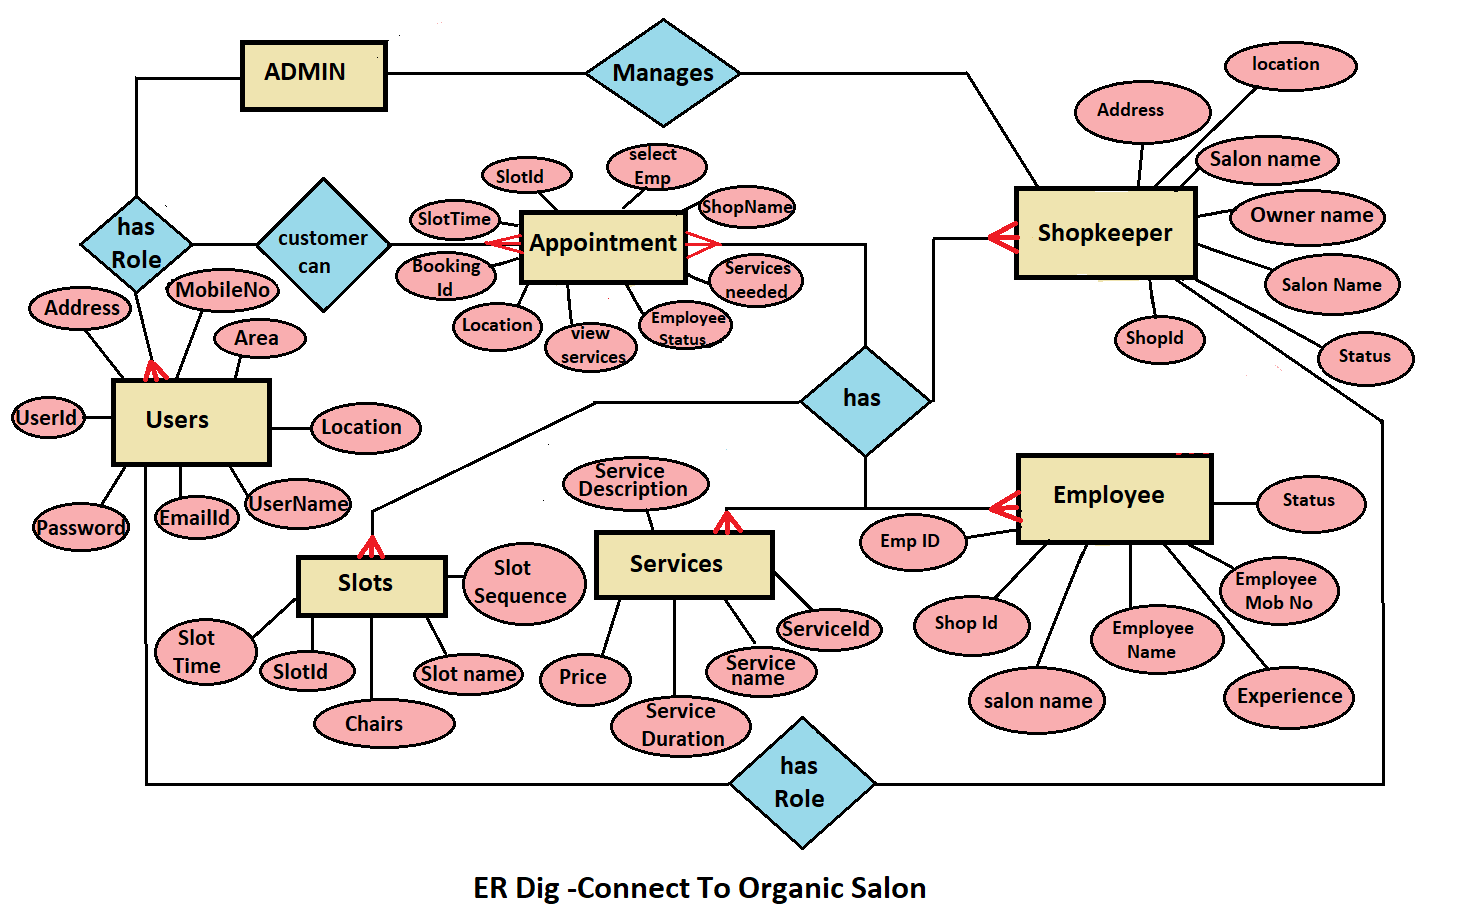 ADMIN
Manages
location
Address
Salon name
Owner name
Shopkeeper
Salon Name
Status
ShopId
select
Emp
SlotId
ShopName
SlotTime
Appointment
Booking
Id
Services
needed
Location
view
services
Employee
Status
has
Role
customer
can
MobileNo
Address
Area
UserId
Users
Location
Password
EmailId
UserName
has
Service
Description
Employee
Status
Emp ID
Shop Id
Employee
Mob No
Employee
Name
salon name
Experience
Slots
Slot
Sequence
Slot
Time
SlotId
Slot name
Chairs
Services
ServiceId
Service
name
Price
Service
Duration
has
Role
ER Dig -Connect To Organic Salon